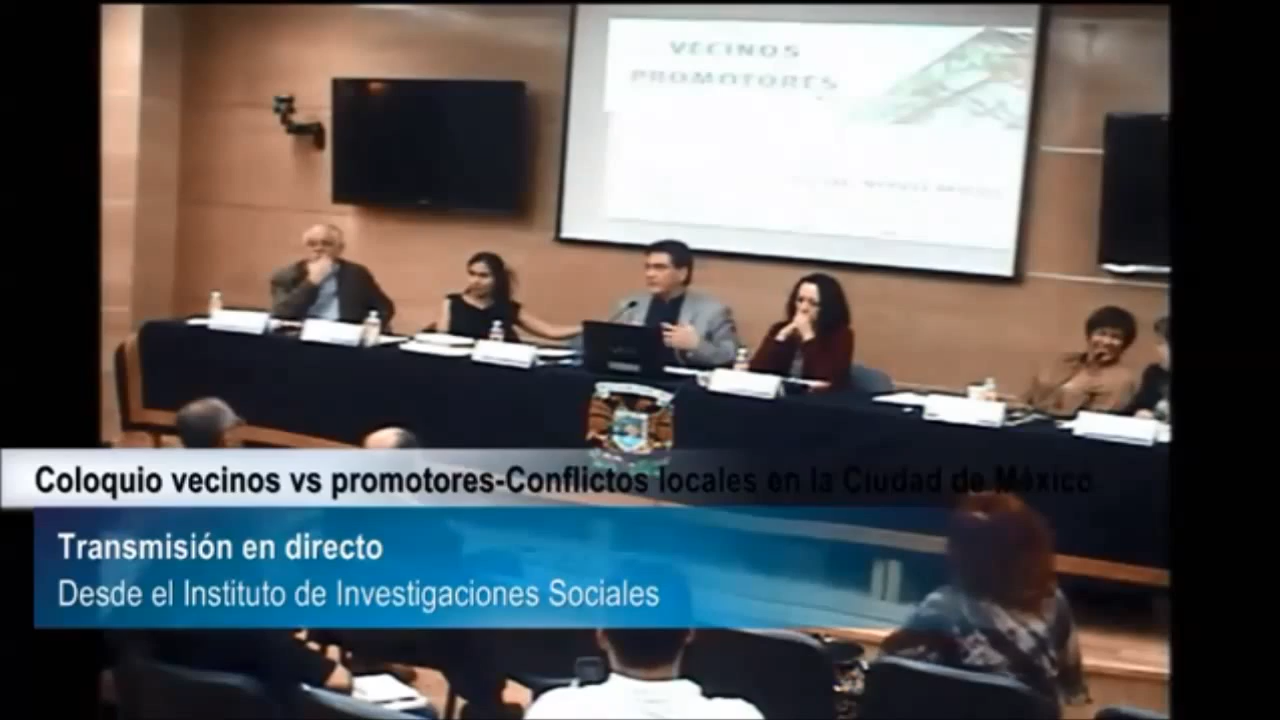 VECINOS
PROMOTORES
Coloquio vecinos vs promotores-Conflictos locales en la Ciudad de México
Transmisión en directo
Desde el Instituto de Investigaciones Sociales